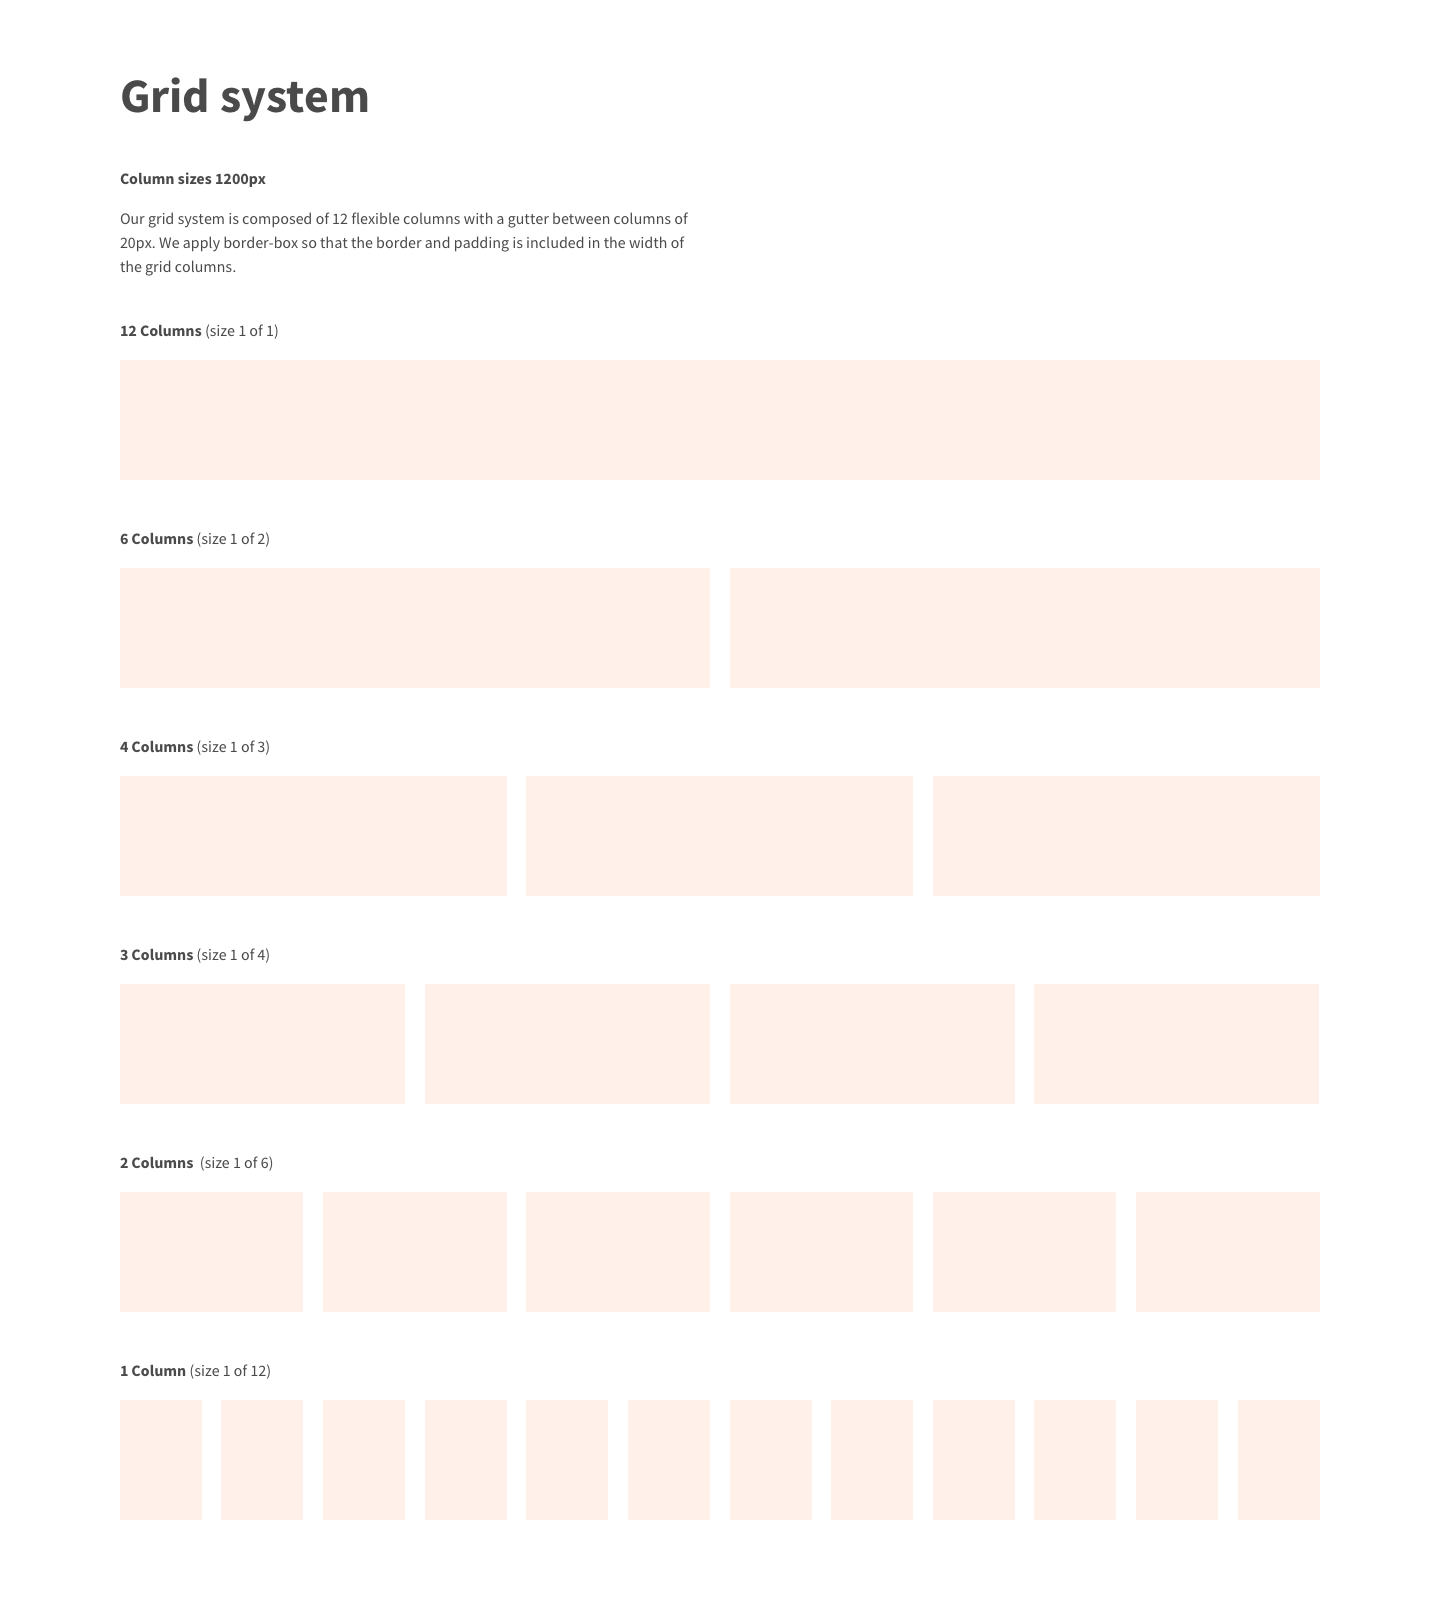 Grid system
Column sizes 1200px
Our grid system is composed of 12 flexible columns with a gutter between columns of
20px. We apply border-box so that the border and padding is included in the width of
the grid columns.
12 Columns (size 1 of 1)
6 Columns (size 1 of 2)
4 Columns (size 1 of 3)
3 Columns (size 1 of 4)
2 Columns  (size 1 of 6)
1 Column (size 1 of 12)